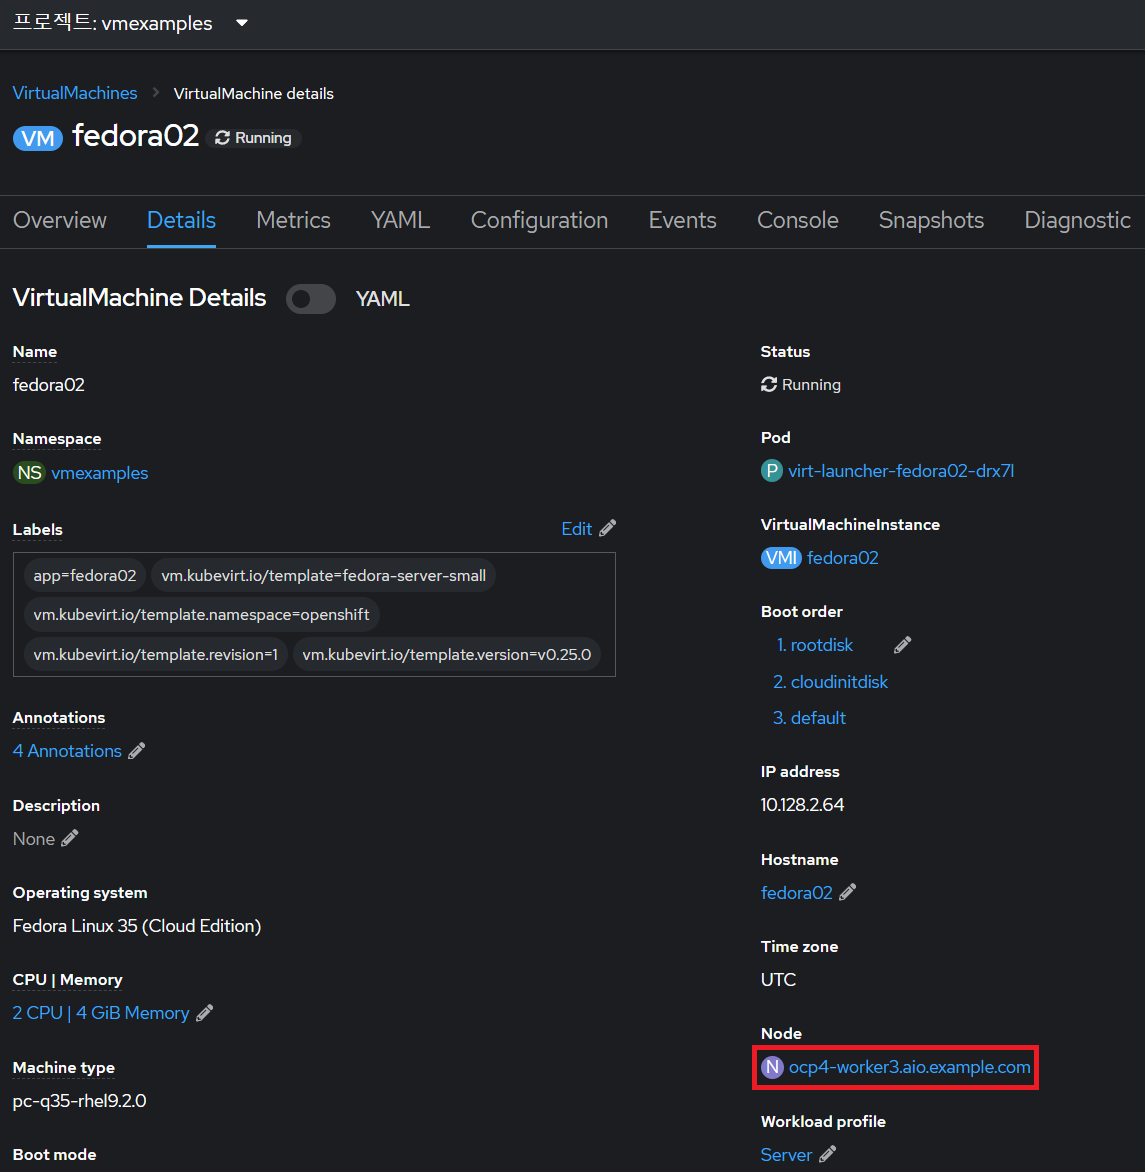 프로젝트: vmexamples
VirtualMachines > VirtualMachine details
VM fedora02 Running
Overview Details Metrics YAML Configuration Events Console Snapshots Diagnostic
VirtualMachine Details YAML
Name
fedora02
Namespace
NS vmexamples
Labels Edit
app=fedora02 vm.kubevirt.io/template=fedora-server-small
vm.kubevirt.io/template.namespace=openshift
vm.kubevirt.io/template.revision=1 vm.kubevirt.io/template.version=v0.25.0
Annotations
4 Annotations
Description
None
Operating system
Fedora Linux 35 (Cloud Edition)
CPU | Memory
2 CPU | 4 GiB Memory
Machine type
pc-q35-rhel9.2.0
Boot mode
Status
Running
Pod
P virt-launcher-fedora02-drx7l
VirtualMachineInstance
VMI fedora02
Boot order
1. rootdisk
2. cloudinitdisk
3. default
IP address
10.128.2.64
Hostname
fedora02
Time zone
UTC
Node
N ocp4-worker3.aio.example.com
Workload profile
Server